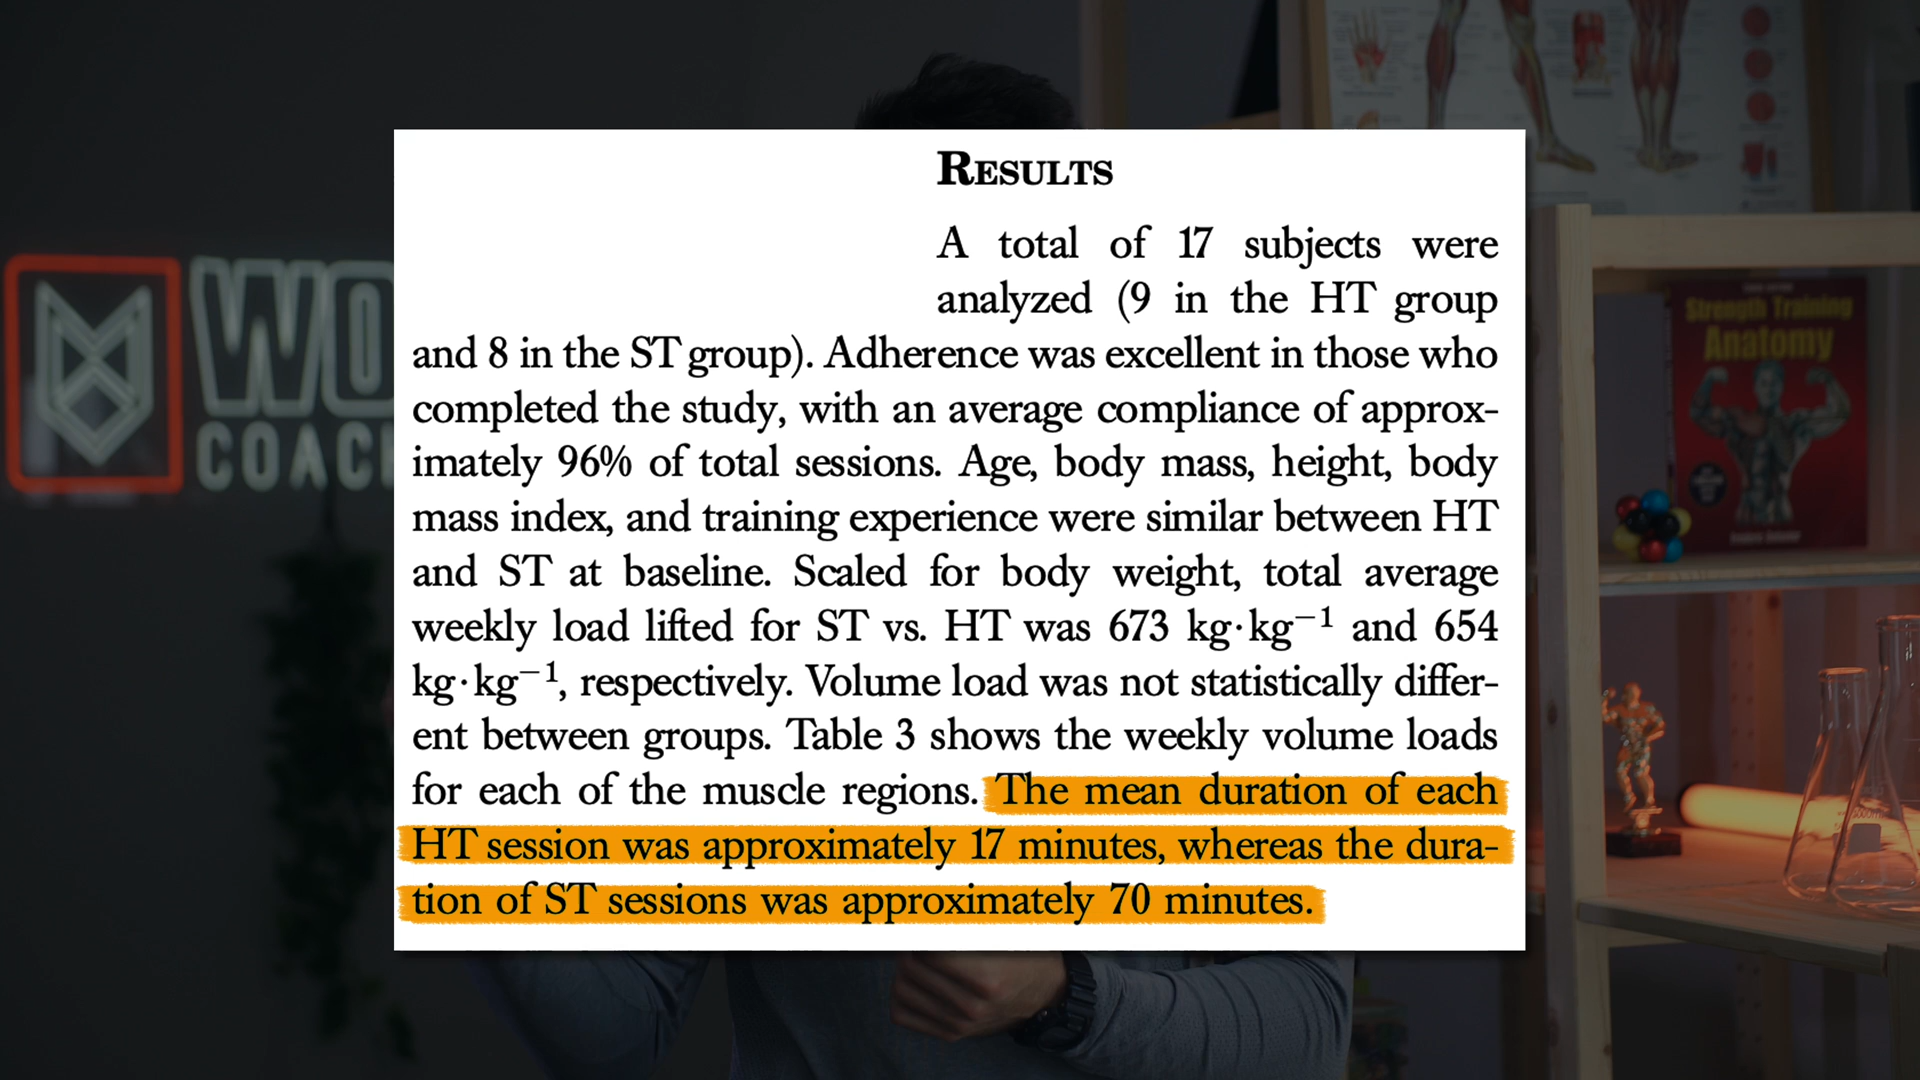 RESULTS
A total of 17 subjects were
analyzed (9 in the HT group
and 8 in the ST group). Adherence was excellent in those who
completed the study, with an average compliance of approx-
imately 96% of total sessions. Age, body mass, height, body
mass index, and training experience were similar between HT
and ST at baseline. Scaled for body weight, total average
weekly load lifted for ST vs. HT was 673 kg·kg⁻¹ and 654
kg·kg⁻¹, respectively. Volume load was not statistically differ-
ent between groups. Table 3 shows the weekly volume loads
for each of the muscle regions. The mean duration of each
HT session was approximately 17 minutes, whereas the dura-
tion of ST sessions was approximately 70 minutes.
WO
COACH
Strength Training
Anatomy